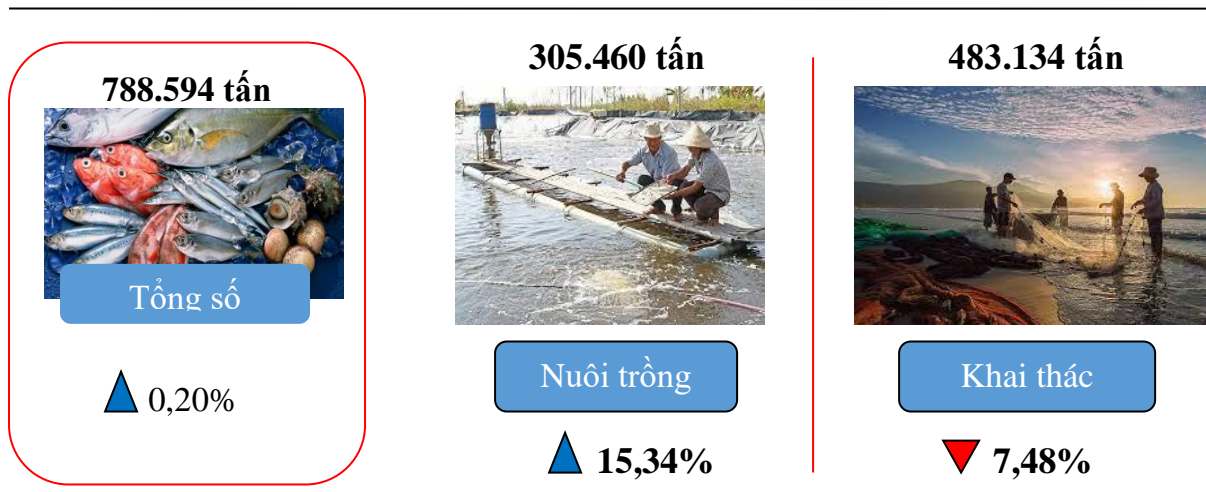 788.594 tấn
Tổng số
0,20%
305.460 tấn
Nuôi trồng
15,34%
483.134 tấn
Khai thác
7,48%